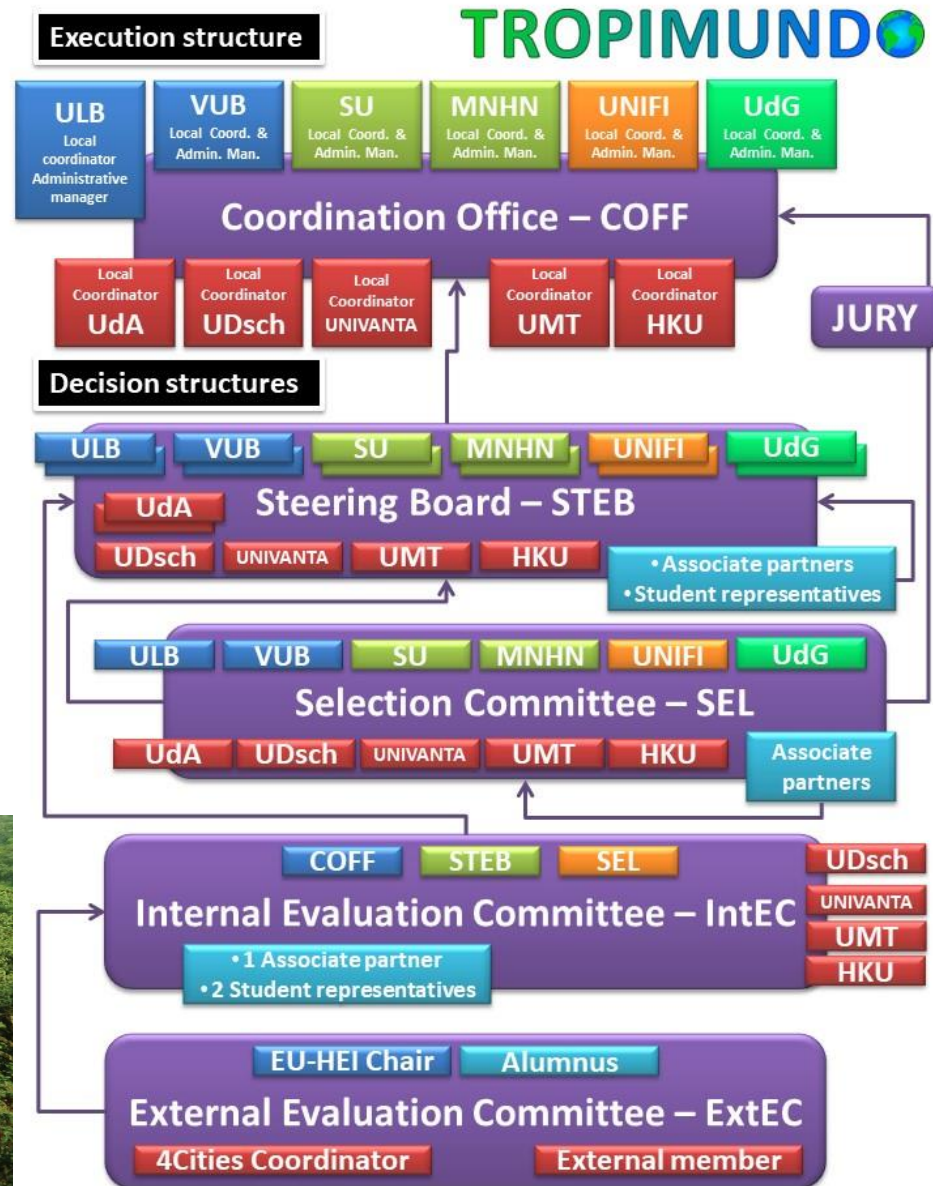 TROPIMUNDO
Execution structure
ULB
Local
coordinator
Administrative
manager
VUB
Local Coord. &
Admin. Man.
SU
Local Coord. &
Admin. Man.
MNHN
Local Coord. &
Admin. Man.
UNIFI
Local Coord. &
Admin. Man.
UdG
Local Coord. &
Admin. Man.
Coordination Office – COFF
Local
Coordinator
UdA
Local
Coordinator
UDsch
Local
Coordinator
UNIVANTA
Local
Coordinator
UMT
Local
Coordinator
HKU
JURY
Decision structures
ULB VUB SU MNHN UNIFI UdG
Steering Board – STEB
UdA
UDsch UNIVANTA UMT HKU
• Associate partners
• Student representatives
ULB VUB SU MNHN UNIFI UdG
Selection Committee – SEL
UdA UDsch UNIVANTA UMT HKU
Associate
partners
COFF STEB SEL
Internal Evaluation Committee – IntEC
• 1 Associate partner
• 2 Student representatives
UDsch
UNIVANTA
UMT
HKU
EU-HEI Chair Alumnus
External Evaluation Committee – ExtEC
4Cities Coordinator External member